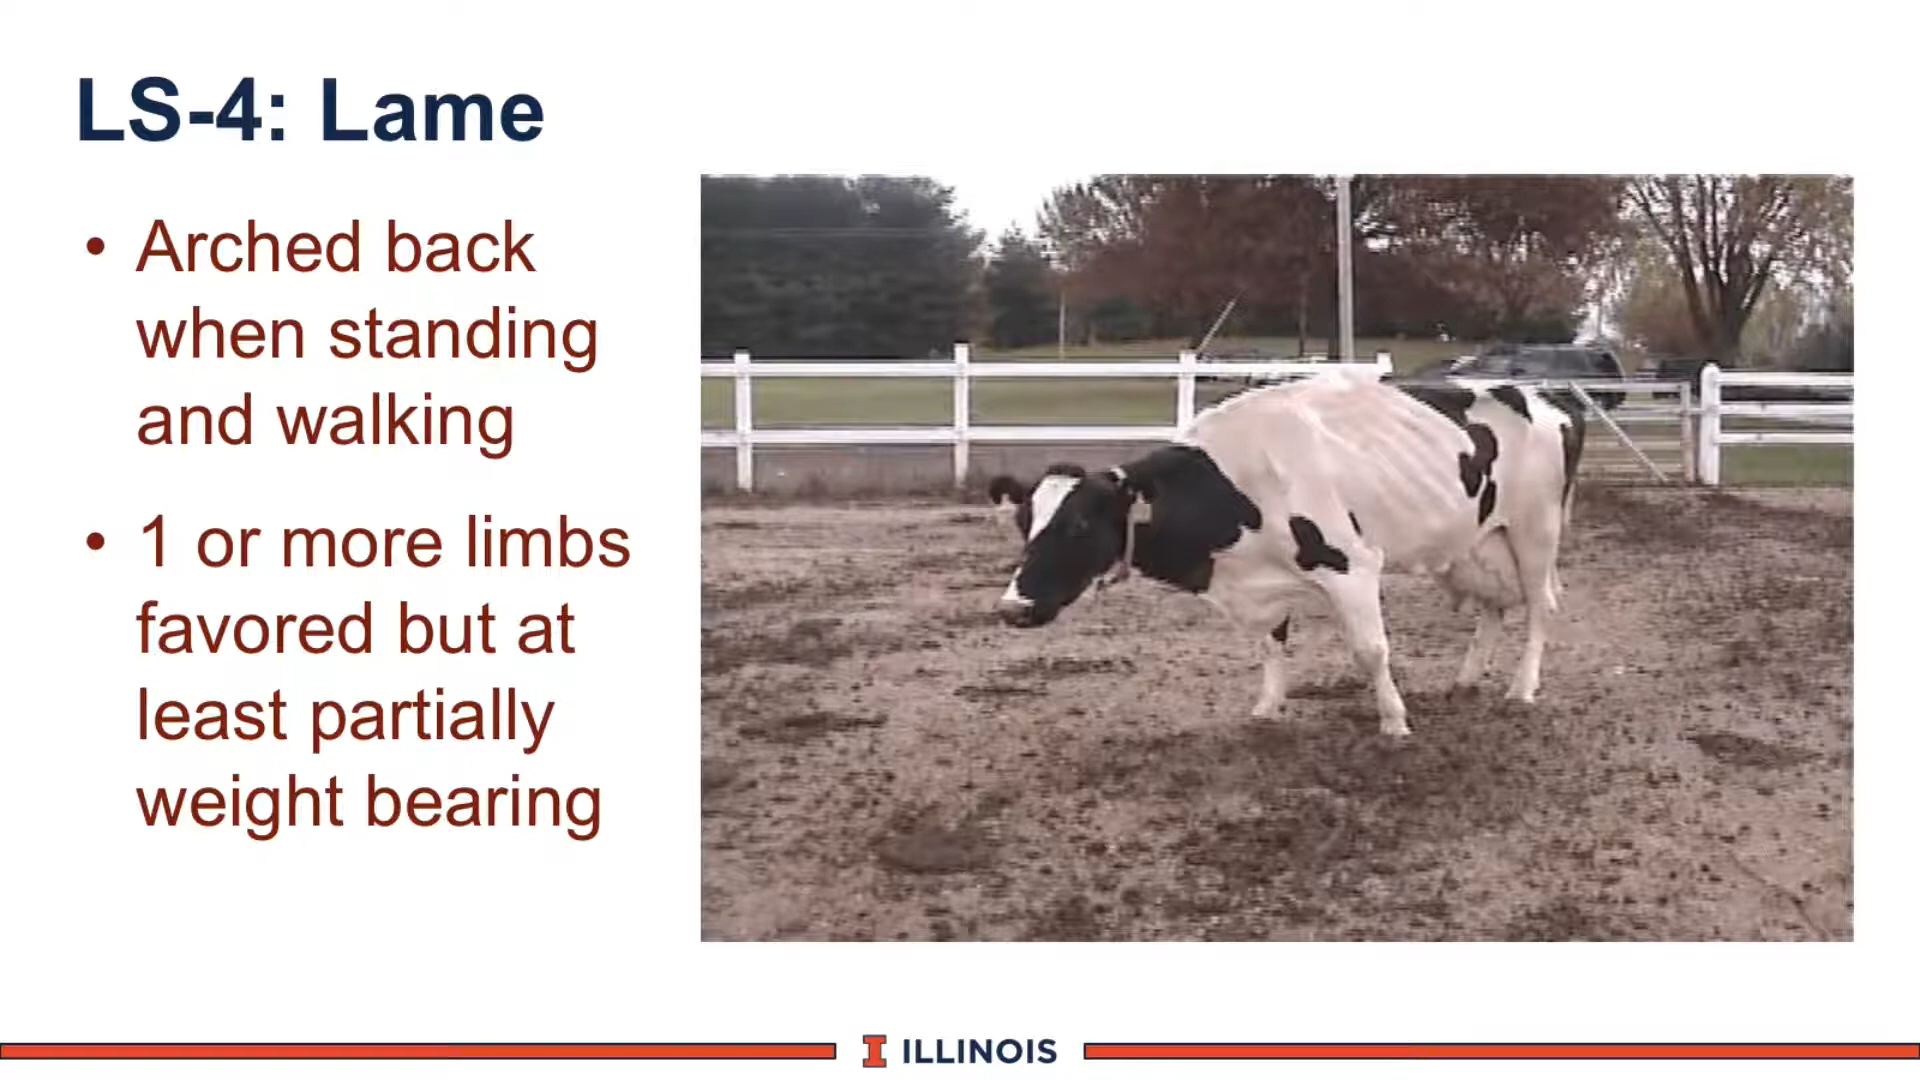 LS-4: Lame
• Arched back
when standing
and walking
• 1 or more limbs
favored but at
least partially
weight bearing
I ILLINOIS